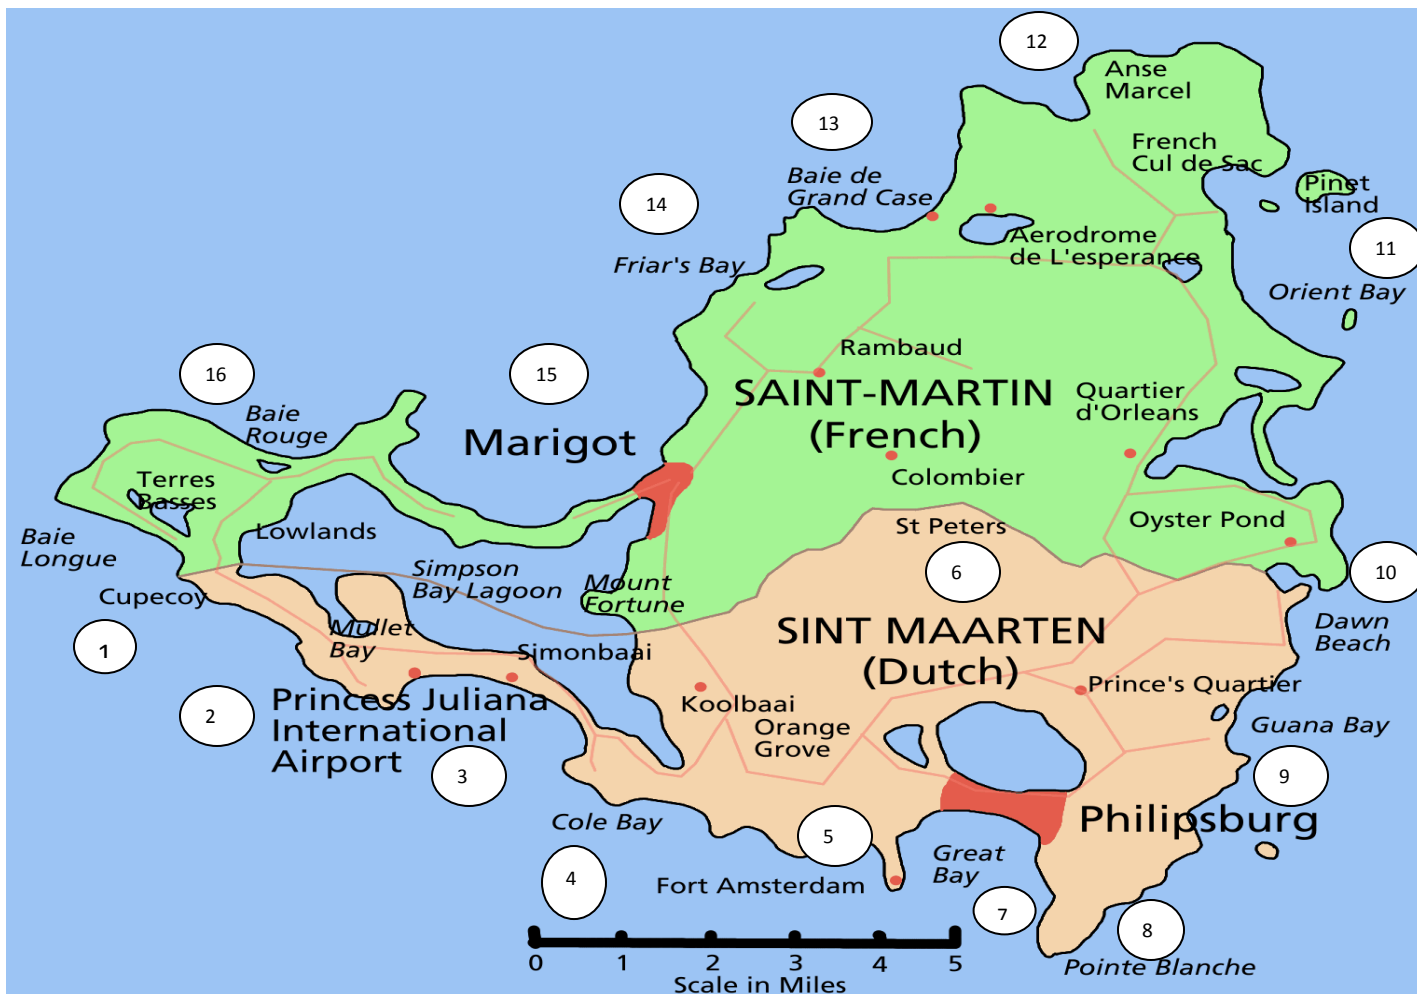 12
Anse
Marcel
13
French
Cul de Sac
Baie de
Grand Case
Pinet
Island
14
Aerodrome
de L'esperance
11
Friar's Bay
Orient Bay
16
15
Rambaud
SAINT-MARTIN
(French)
Quartier
d'Orleans
Baie
Rouge
Marigot
Colombier
Terres
Basses
Lowlands
St Peters
Oyster Pond
Baie
Longue
Simpson
Bay Lagoon
Mount
Fortune
6
10
Cupecoy
1
Mullet
Bay
Simonbaai
SINT MAARTEN
(Dutch)
Dawn
Beach
2
Princess Juliana
International
Airport
Koolbaai
Orange
Grove
Prince's Quartier
Guana Bay
3
9
Cole Bay
5
Philipsburg
4
Fort Amsterdam
Great
Bay
7
8
Pointe Blanche
0 1 2 3 4 5
Scale in Miles